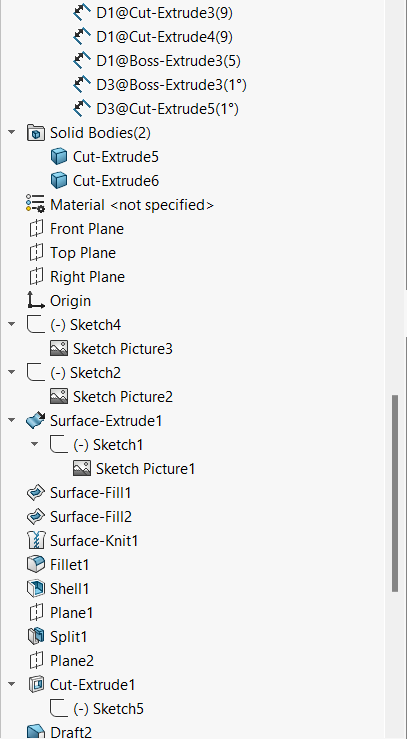 D1@Cut-Extrude3(9)
D1@Cut-Extrude4(9)
D1@Boss-Extrude3(5)
D3@Boss-Extrude3(1°)
D3@Cut-Extrude5(1°)
Solid Bodies(2)
Cut-Extrude5
Cut-Extrude6
Material <not specified>
Front Plane
Top Plane
Right Plane
Origin
(-) Sketch4
Sketch Picture3
(-) Sketch2
Sketch Picture2
Surface-Extrude1
(-) Sketch1
Sketch Picture1
Surface-Fill1
Surface-Fill2
Surface-Knit1
Fillet1
Shell1
Plane1
Split1
Plane2
Cut-Extrude1
(-) Sketch5
Draft2